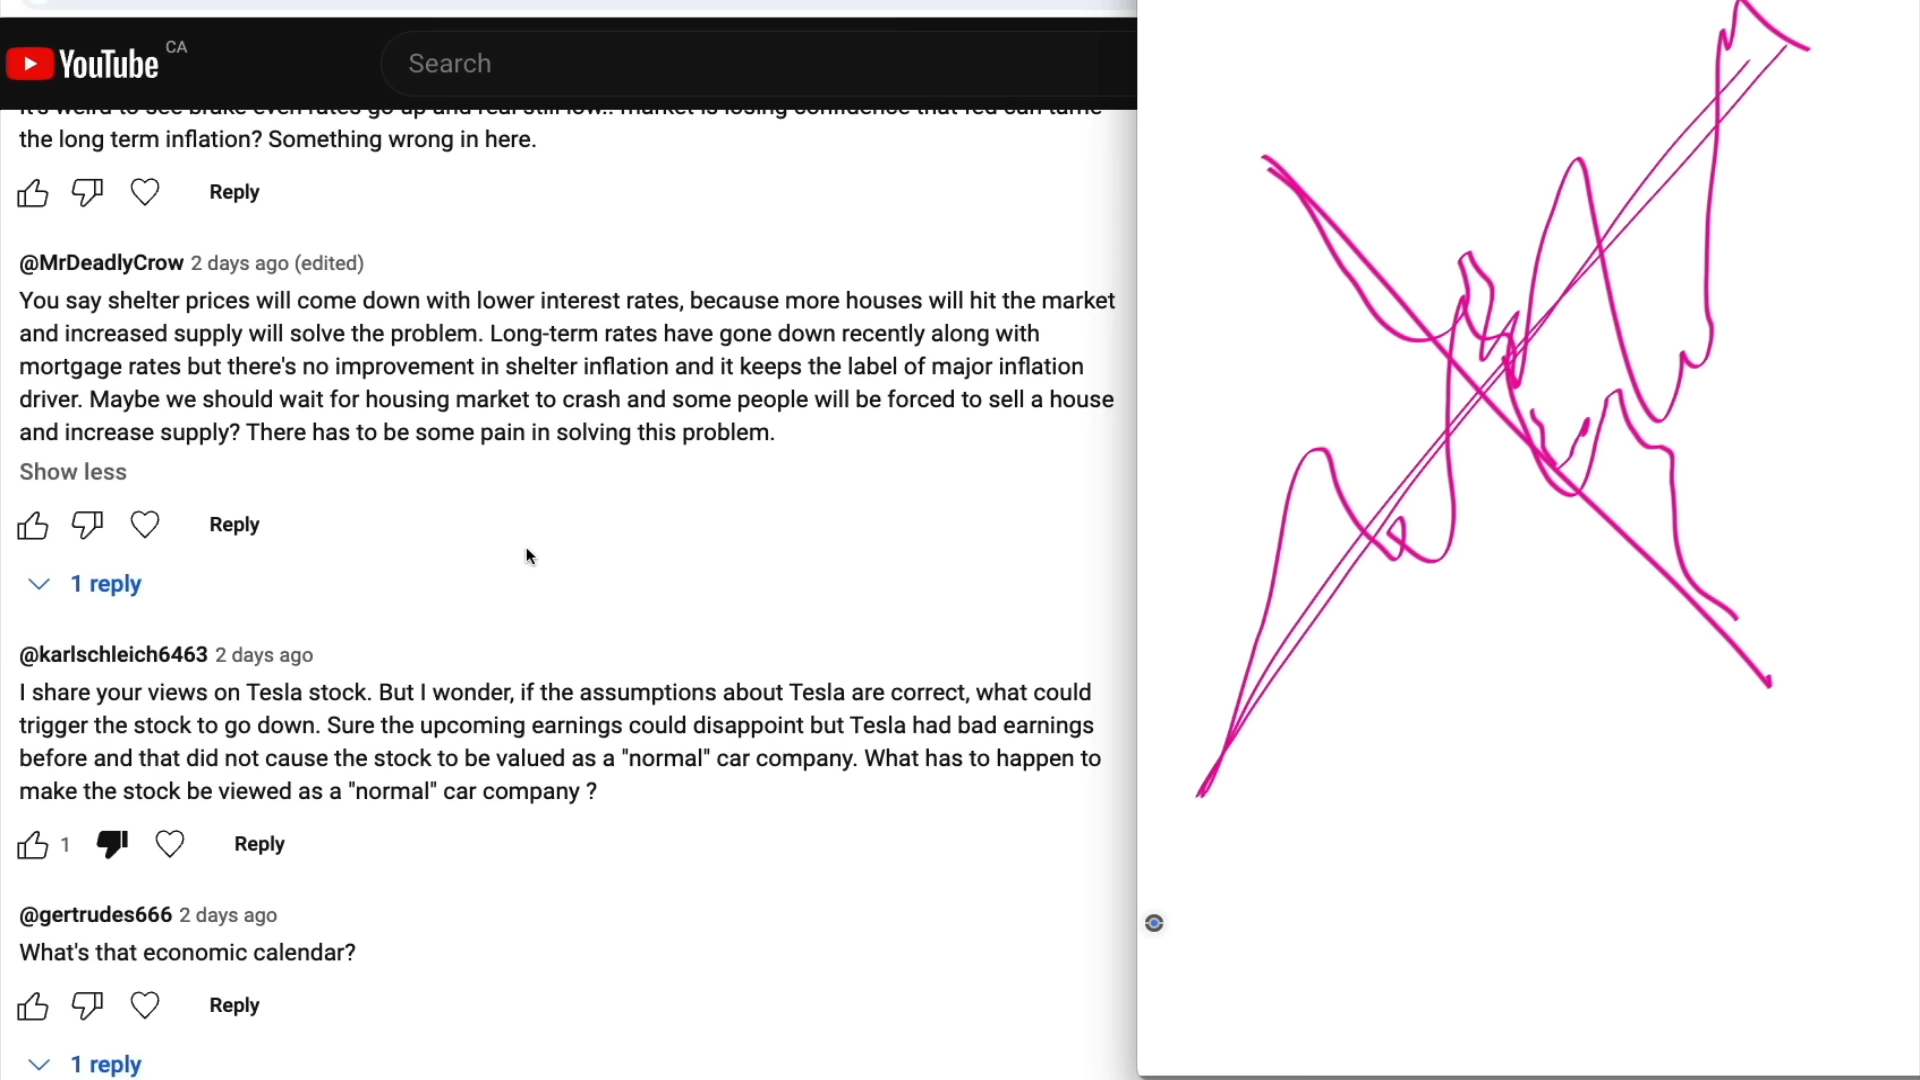 YouTube CA
Search
the long term inflation? Something wrong in here.
Reply
@MrDeadlyCrow 2 days ago (edited)
You say shelter prices will come down with lower interest rates, because more houses will hit the market
and increased supply will solve the problem. Long-term rates have gone down recently along with
mortgage rates but there's no improvement in shelter inflation and it keeps the label of major inflation
driver. Maybe we should wait for housing market to crash and some people will be forced to sell a house
and increase supply? There has to be some pain in solving this problem.
Show less
Reply
1 reply
@karlschleich6463 2 days ago
I share your views on Tesla stock. But I wonder, if the assumptions about Tesla are correct, what could
trigger the stock to go down. Sure the upcoming earnings could disappoint but Tesla had bad earnings
before and that did not cause the stock to be valued as a "normal" car company. What has to happen to
make the stock be viewed as a "normal" car company ?
1 Reply
@gertrudes666 2 days ago
What's that economic calendar?
Reply
1 reply